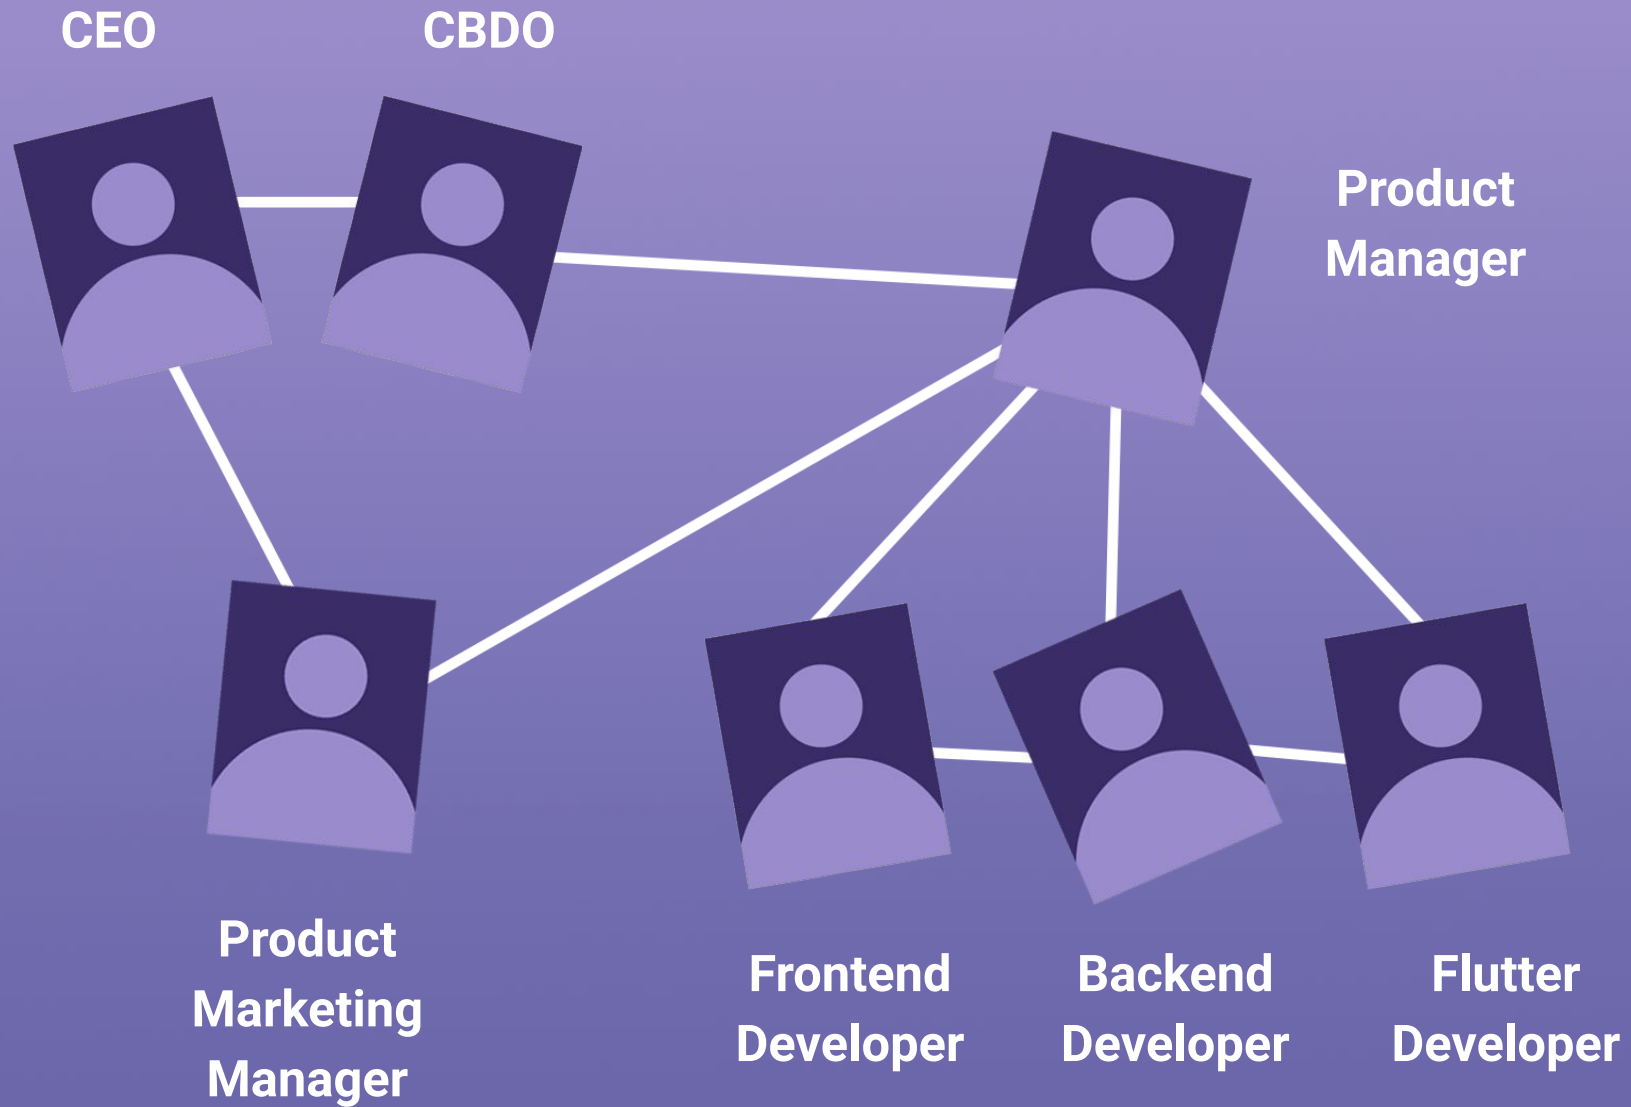 CEO
CBDO
Product
Manager
Product
Marketing
Manager
Frontend
Developer
Backend
Developer
Flutter
Developer